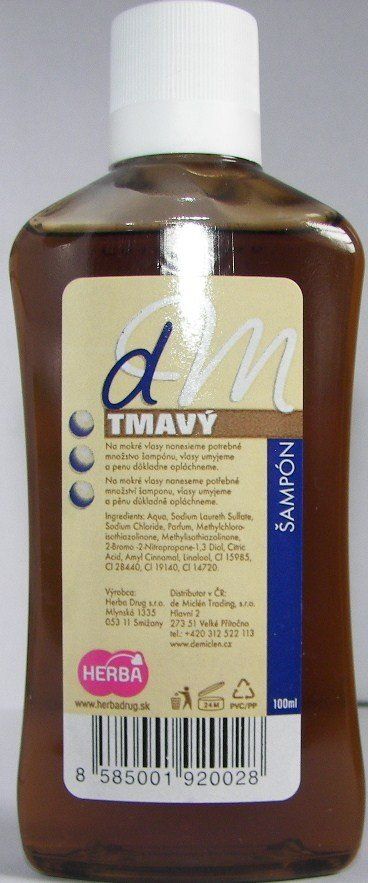 dM
TMAVÝ
Na mokré vlasy nanesieme potrebné
množstvo šampónu, vlasy umyjeme
a penu dôkladne opláchneme.
Na mokré vlasy naneseme potřebné
množství šamponu, vlasy umyjeme
a pěnu důkladně opláchneme.
Ingredients: Aqua, Sodium Laureth Sulfate,
Sodium Chloride, Parfum, Methylchloro-
isothiazolinone, Methylisothiazolinone,
2-Bromo -2-Nitropropane-1,3 Diol, Citric
Acid, Amyl Cinnamal, Linalool, CI 15985,
CI 28440, CI 19140, CI 14720.
ŠAMPÓN
100ml
Výrobca:
Herba Drug s.r.o.
Mlynská 1335
053 11 Smižany
Distributor v ČR:
de Miclén Trading, s.r.o.
Hlavní 2
273 51 Velké Přítočno
tel.: +420 312 522 113
www.demiclen.cz
HERBA
www.herbadrug.sk
24 M
PVC/PP
8 585001 920028